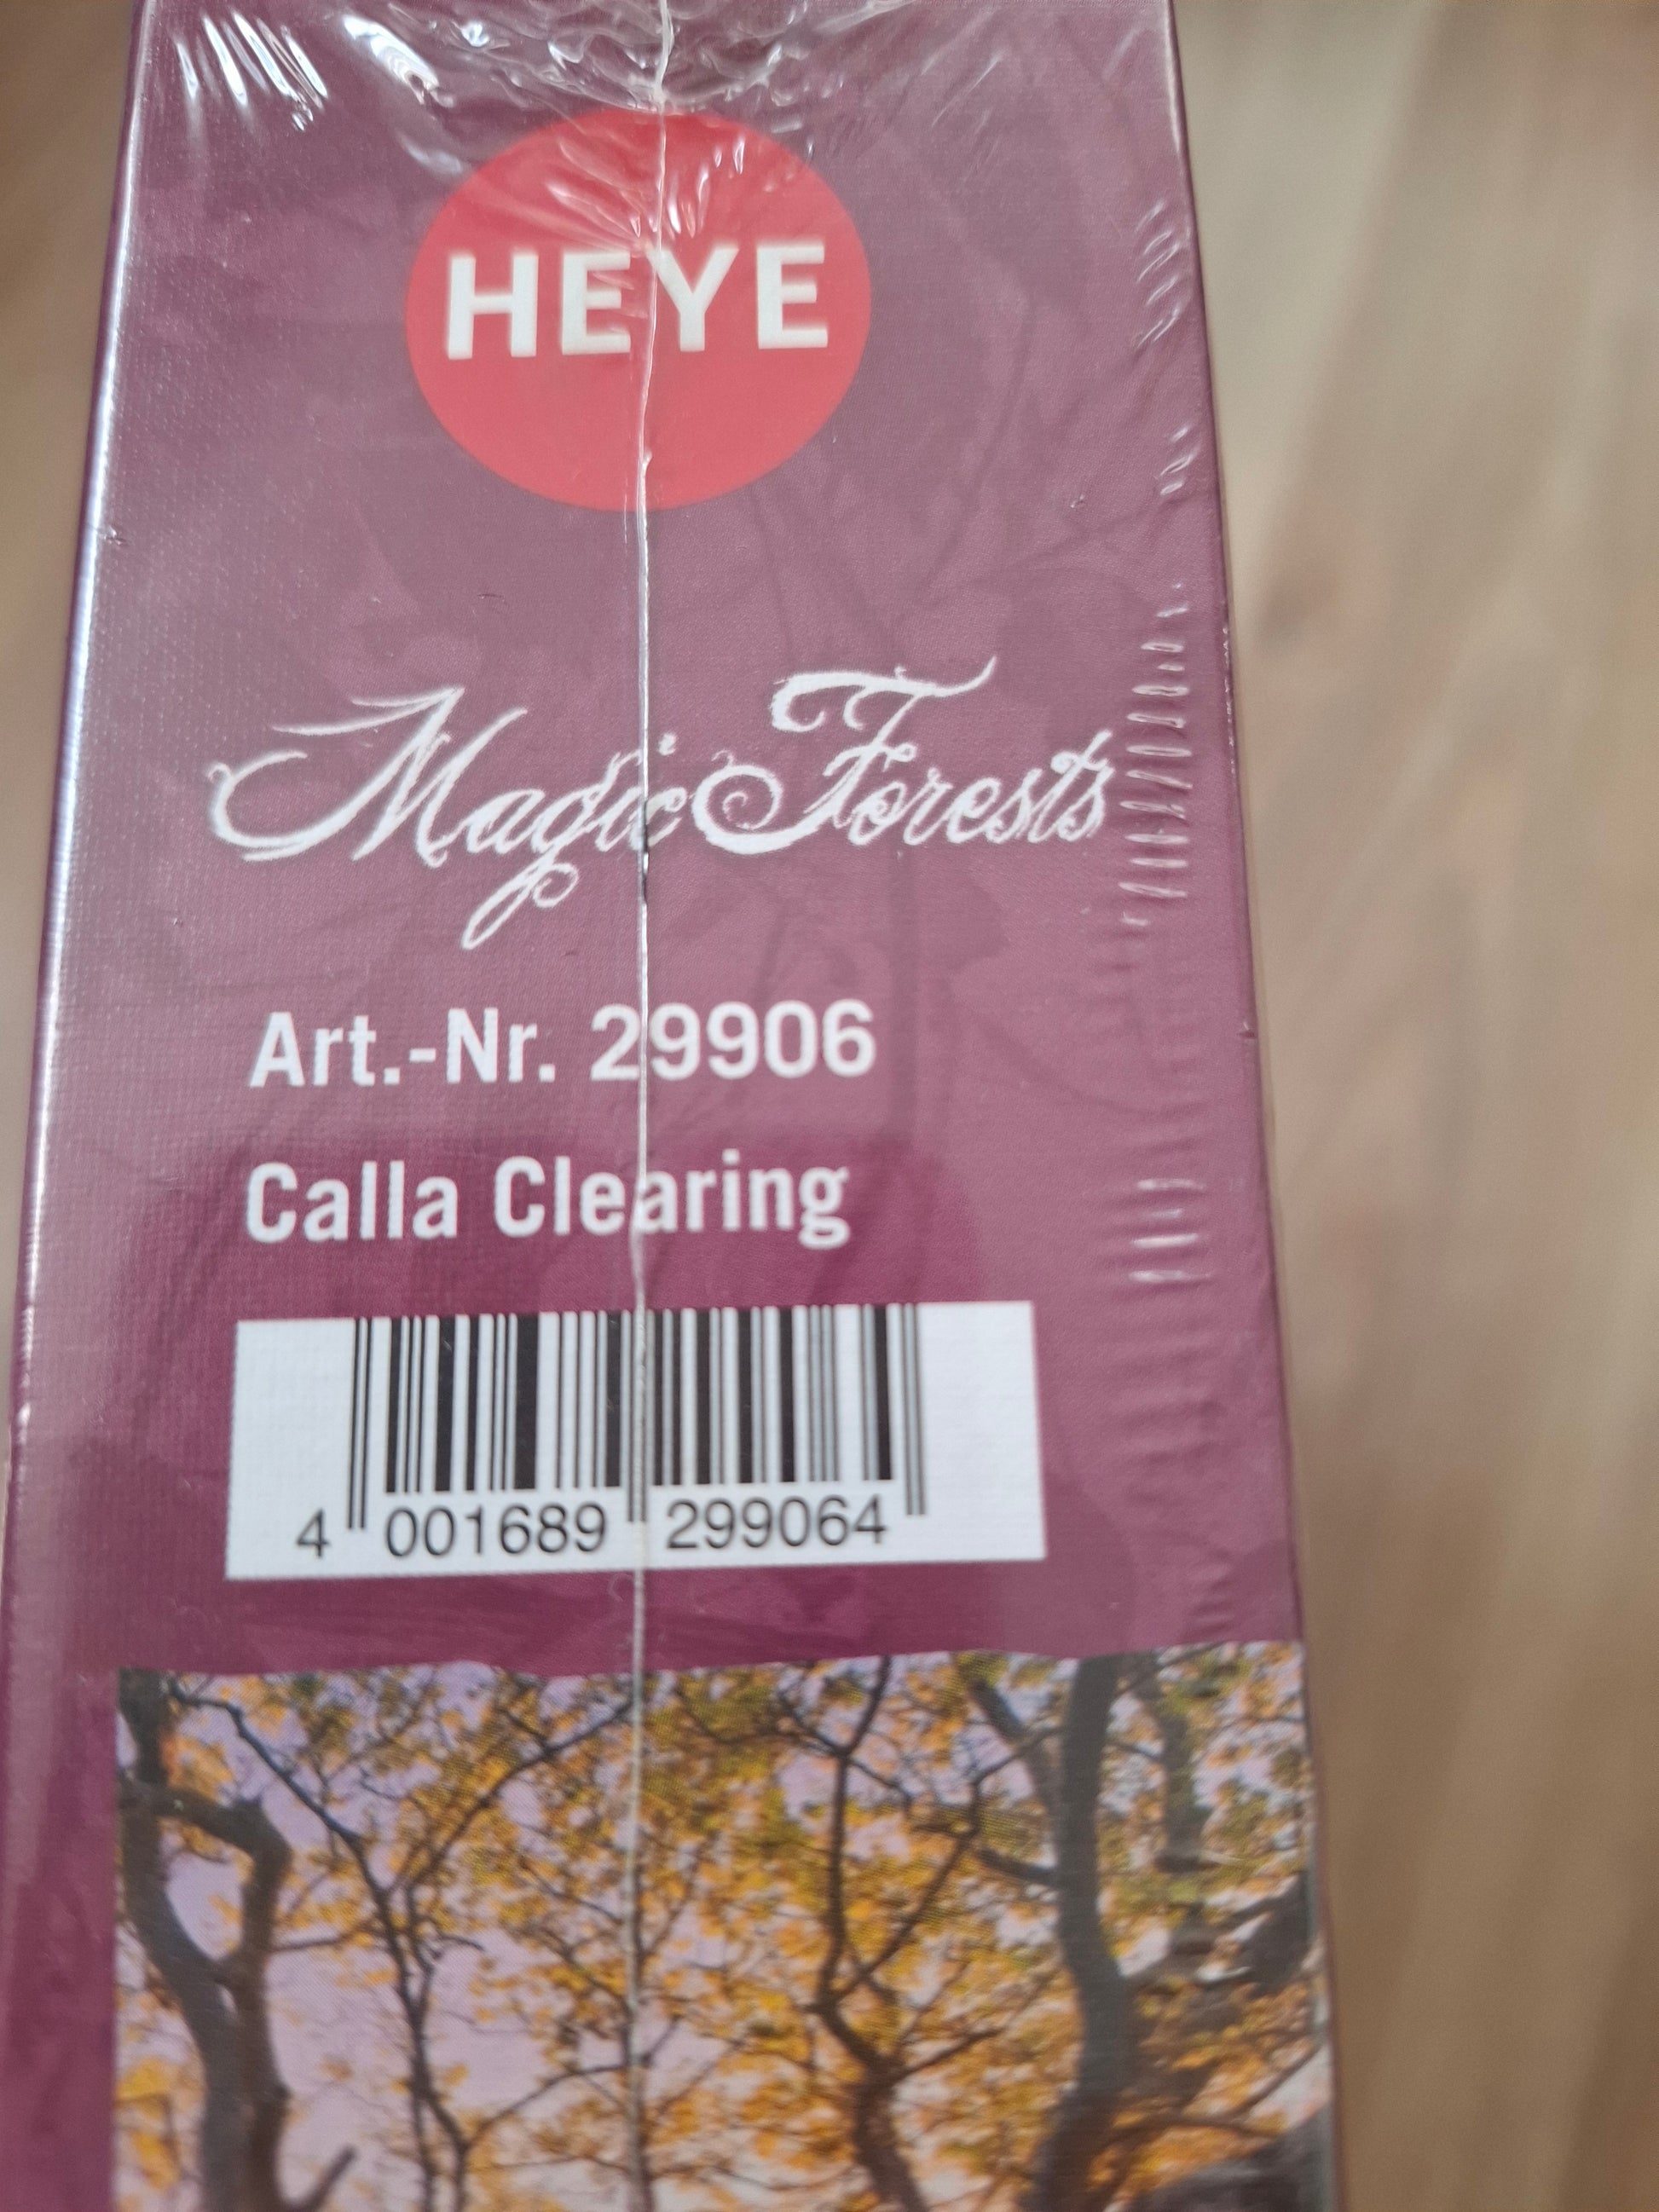 HEYE
Magic Forests
Art.-Nr. 29906
Calla Clearing
4 001689 299064